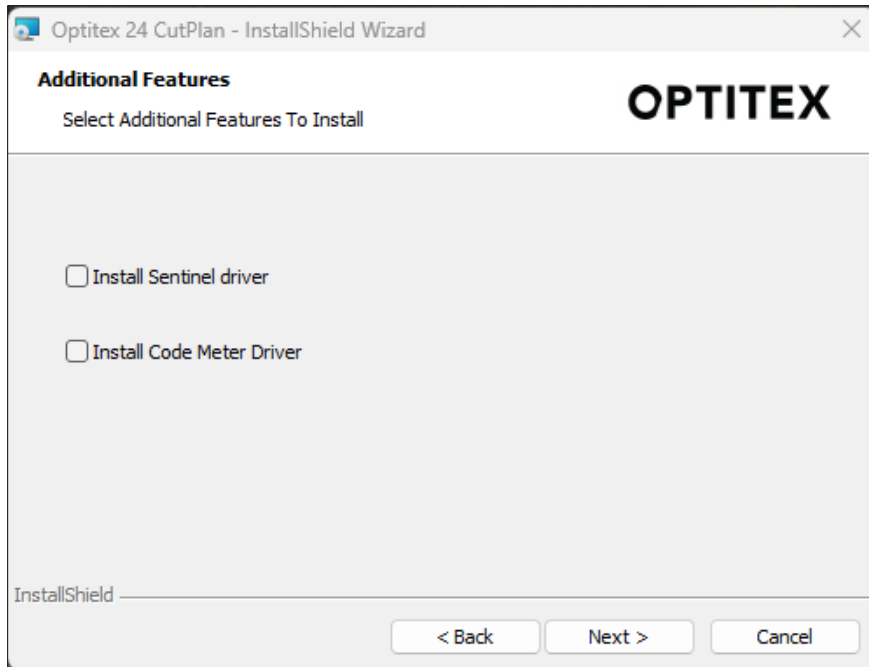 Optitex 24 CutPlan - InstallShield Wizard
Additional Features
Select Additional Features To Install
OPTITEX
Install Sentinel driver
Install Code Meter Driver
InstallShield
< Back
Next >
Cancel